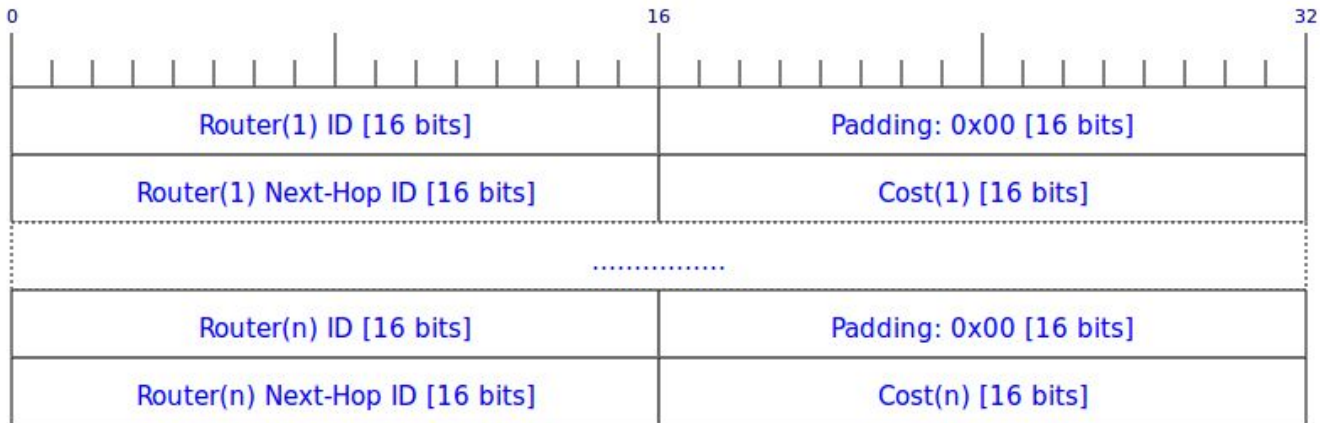 0 16 32
Router(1) ID [16 bits] Padding: 0x00 [16 bits]
Router(1) Next-Hop ID [16 bits] Cost(1) [16 bits]
................
Router(n) ID [16 bits] Padding: 0x00 [16 bits]
Router(n) Next-Hop ID [16 bits] Cost(n) [16 bits]